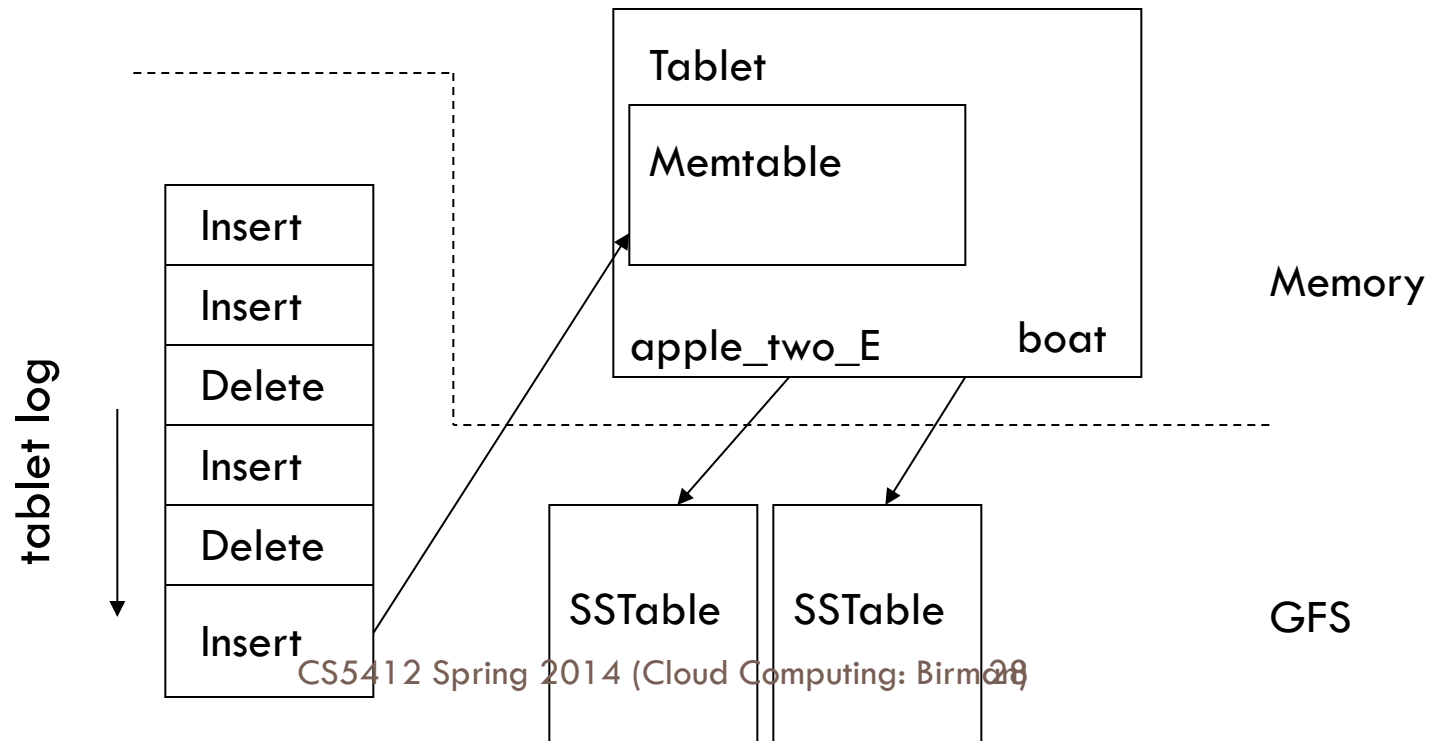 Tablet
Memtable
apple_two_E
boat
Memory
tablet log
Insert
Insert
Delete
Insert
Delete
Insert
SSTable
SSTable
GFS
CS5412 Spring 2014 (Cloud Computing: Birman)
28